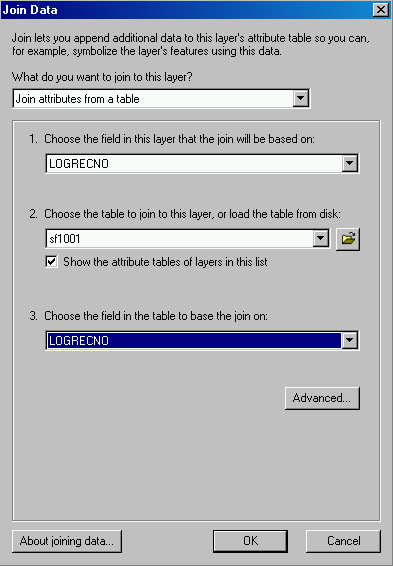 Join Data
Join lets you append additional data to this layer's attribute table so you can,
for example, symbolize the layer's features using this data.
What do you want to join to this layer?
Join attributes from a table
1. Choose the field in this layer that the join will be based on:
LOGRECNO
2. Choose the table to join to this layer, or load the table from disk:
sf1001
Show the attribute tables of layers in this list
3. Choose the field in the table to base the join on:
LOGRECNO
Advanced...
About joining data...
OK
Cancel